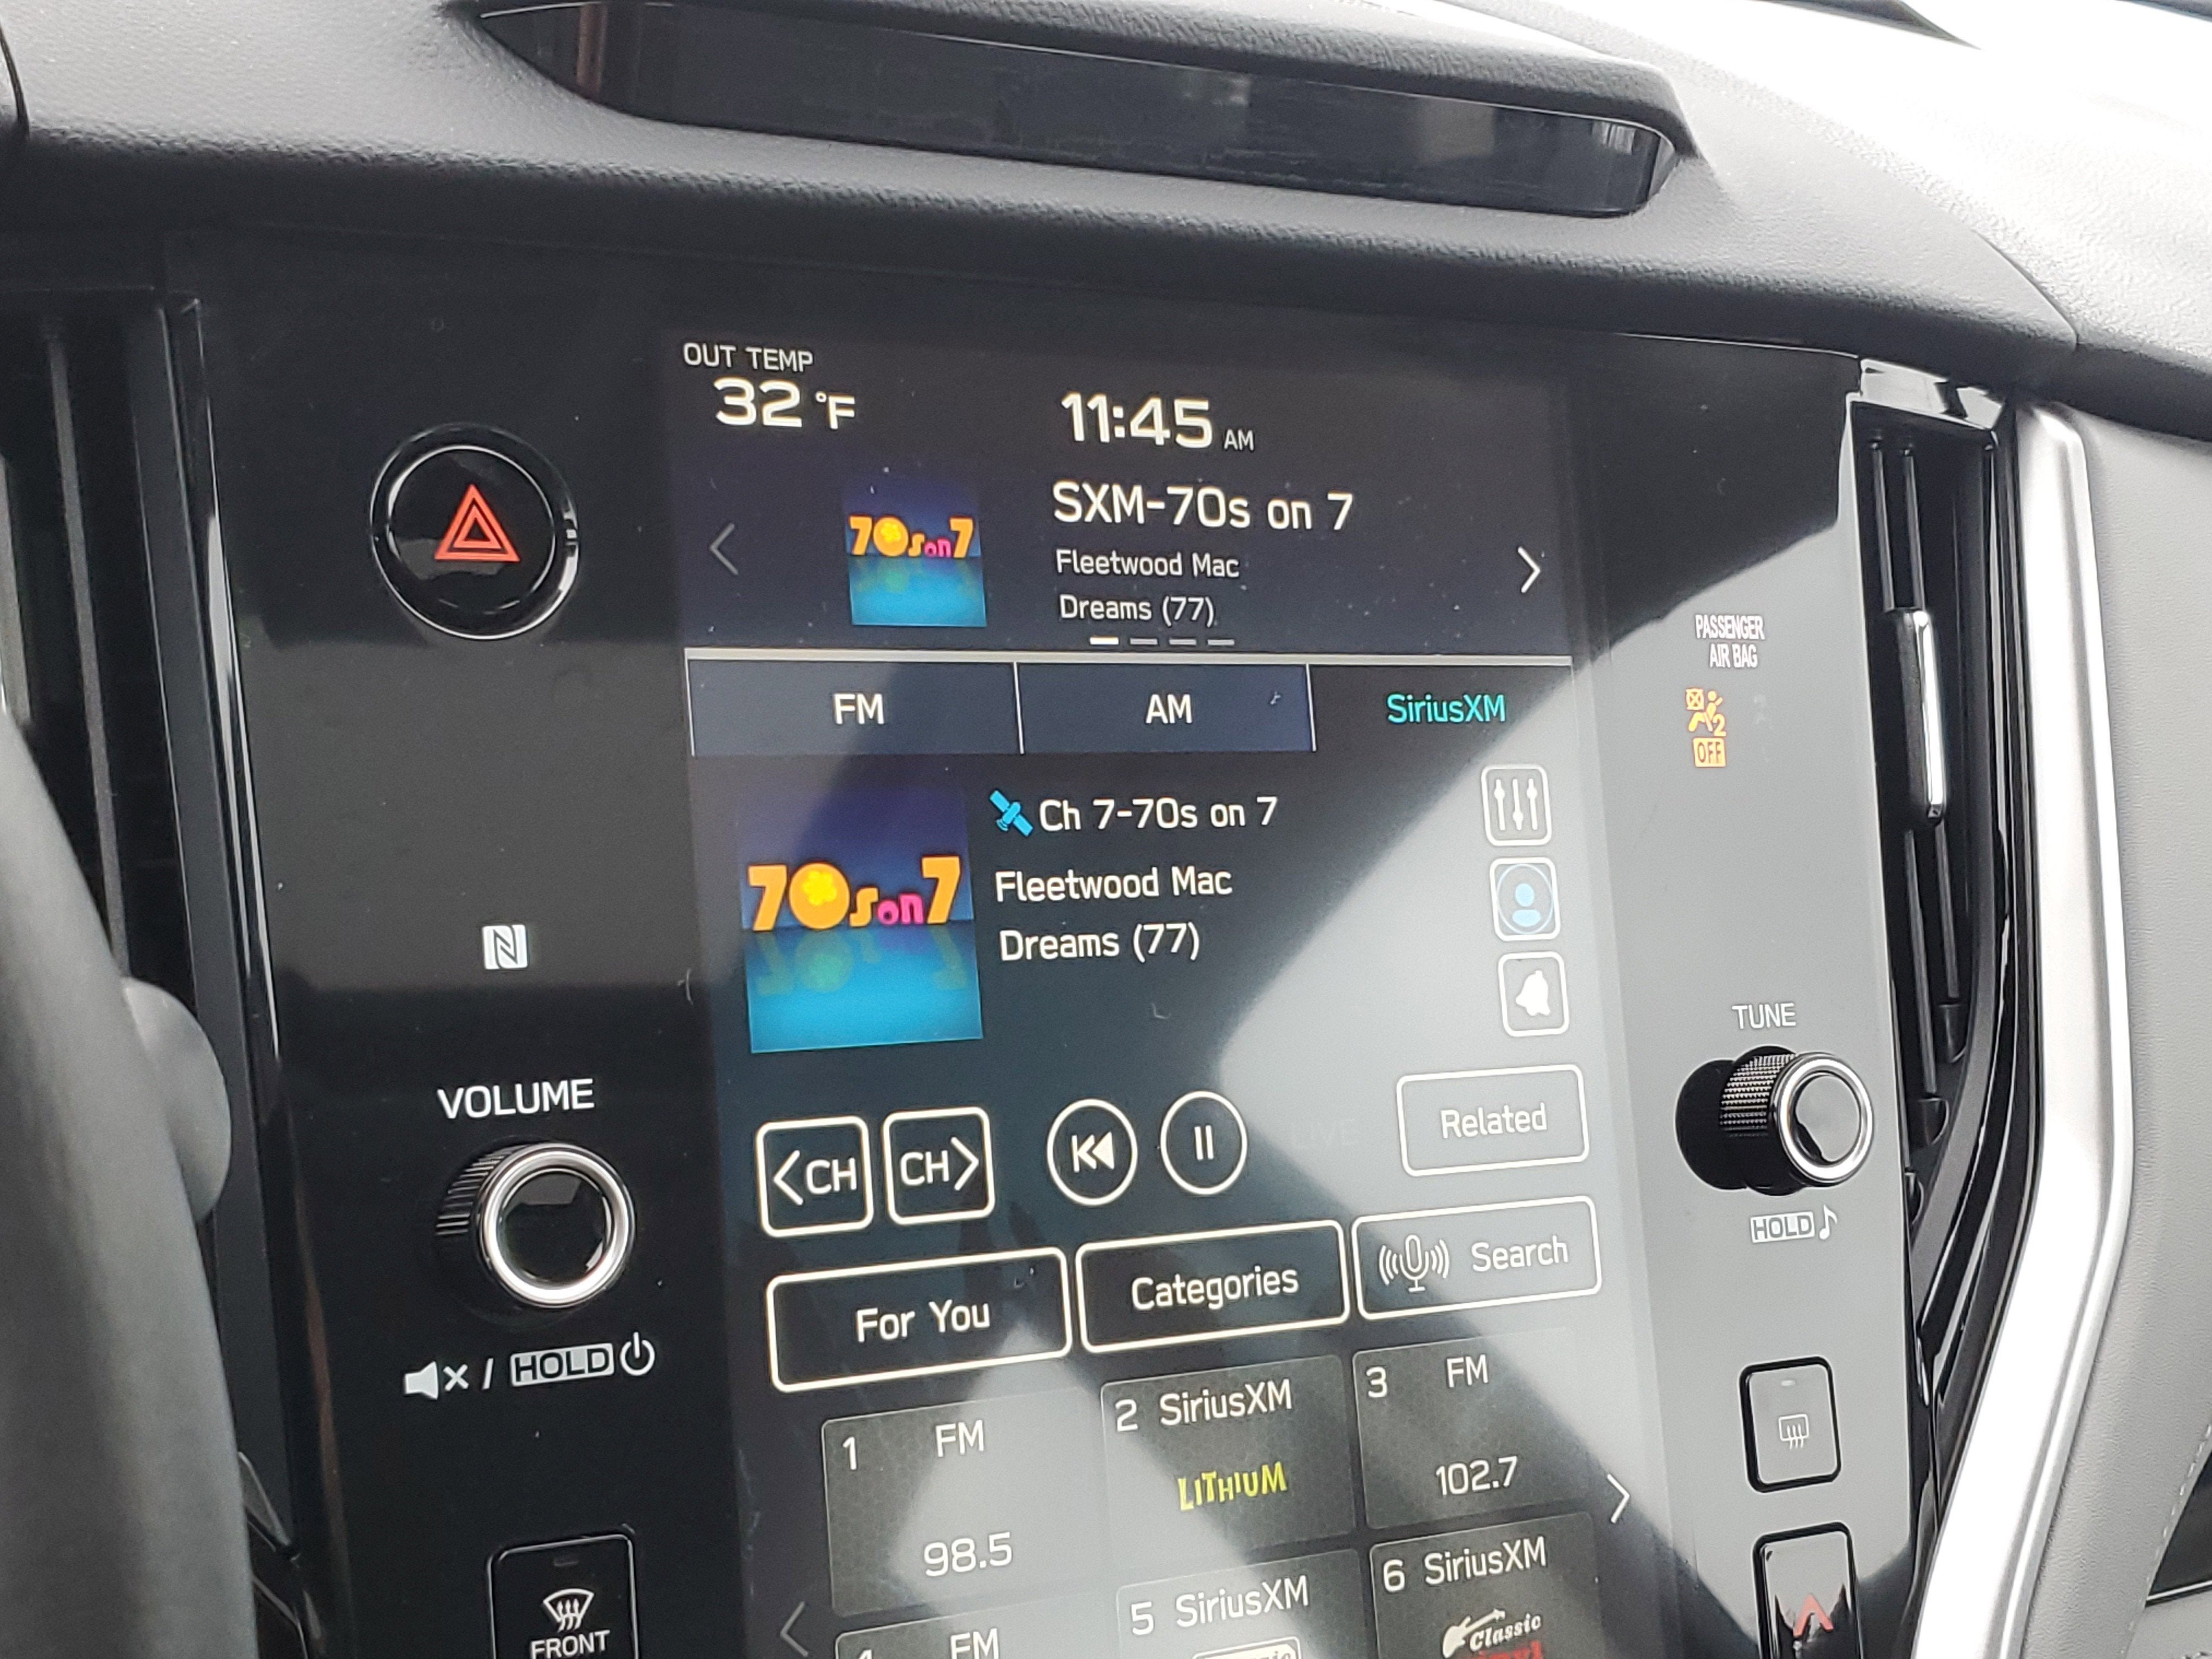 OUT TEMP
32 °F
11:45 AM
70s on 7
SXM-70s on 7
Fleetwood Mac
Dreams (77)
PASSENGER
AIR BAG
2
OFF
FM
AM
SiriusXM
70s on 7
Ch 7-70s on 7
Fleetwood Mac
Dreams (77)
VOLUME
TUNE
HOLD
<CH
CH>
Related
For You
Categories
Search
/ HOLD
1 FM
98.5
2 SiriusXM
LITHIUM
3 FM
102.7
FM
5 SiriusXM
6 SiriusXM
Classic
FRONT